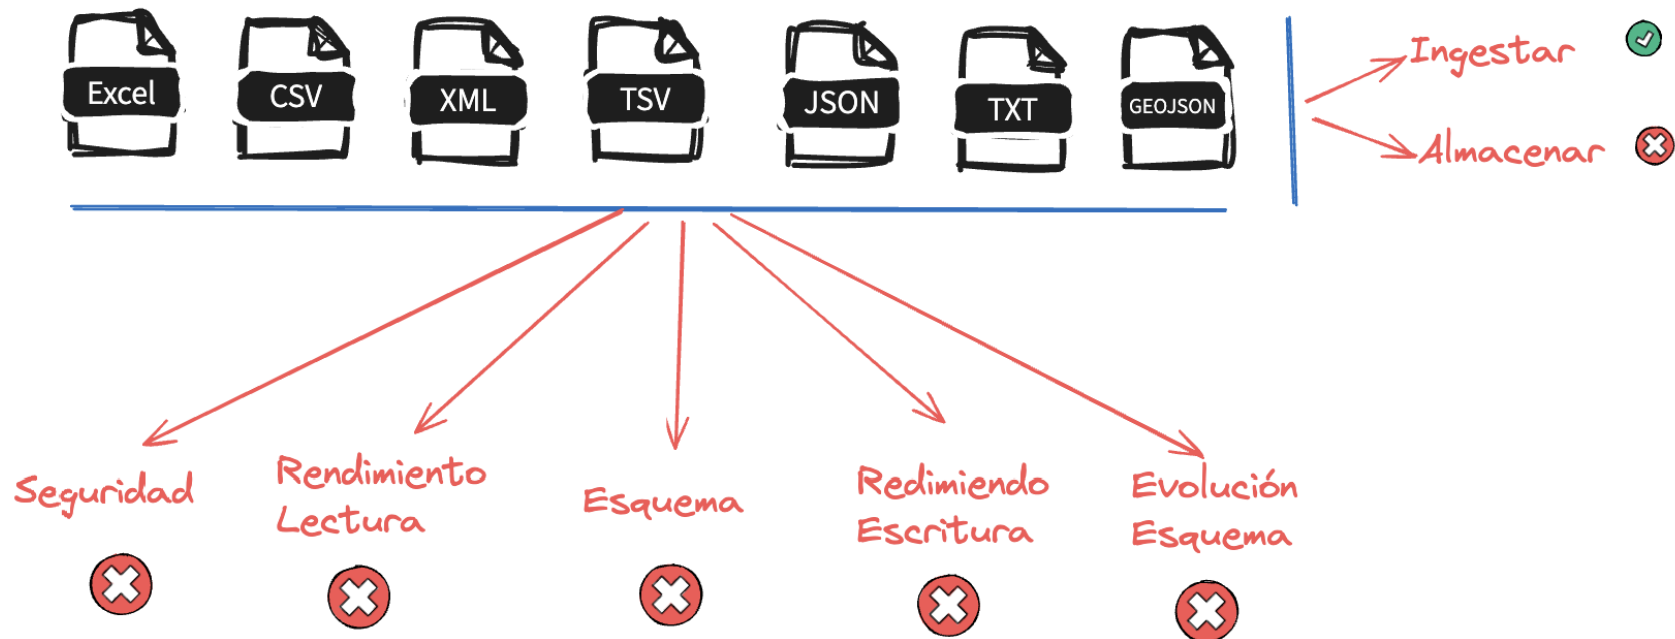 Excel
CSV
XML
TSV
JSON
TXT
GEOJSON
Ingestar
Almacenar
Seguridad
Rendimiento
Lectura
Esquema
Redimiendo
Escritura
Evolución
Esquema